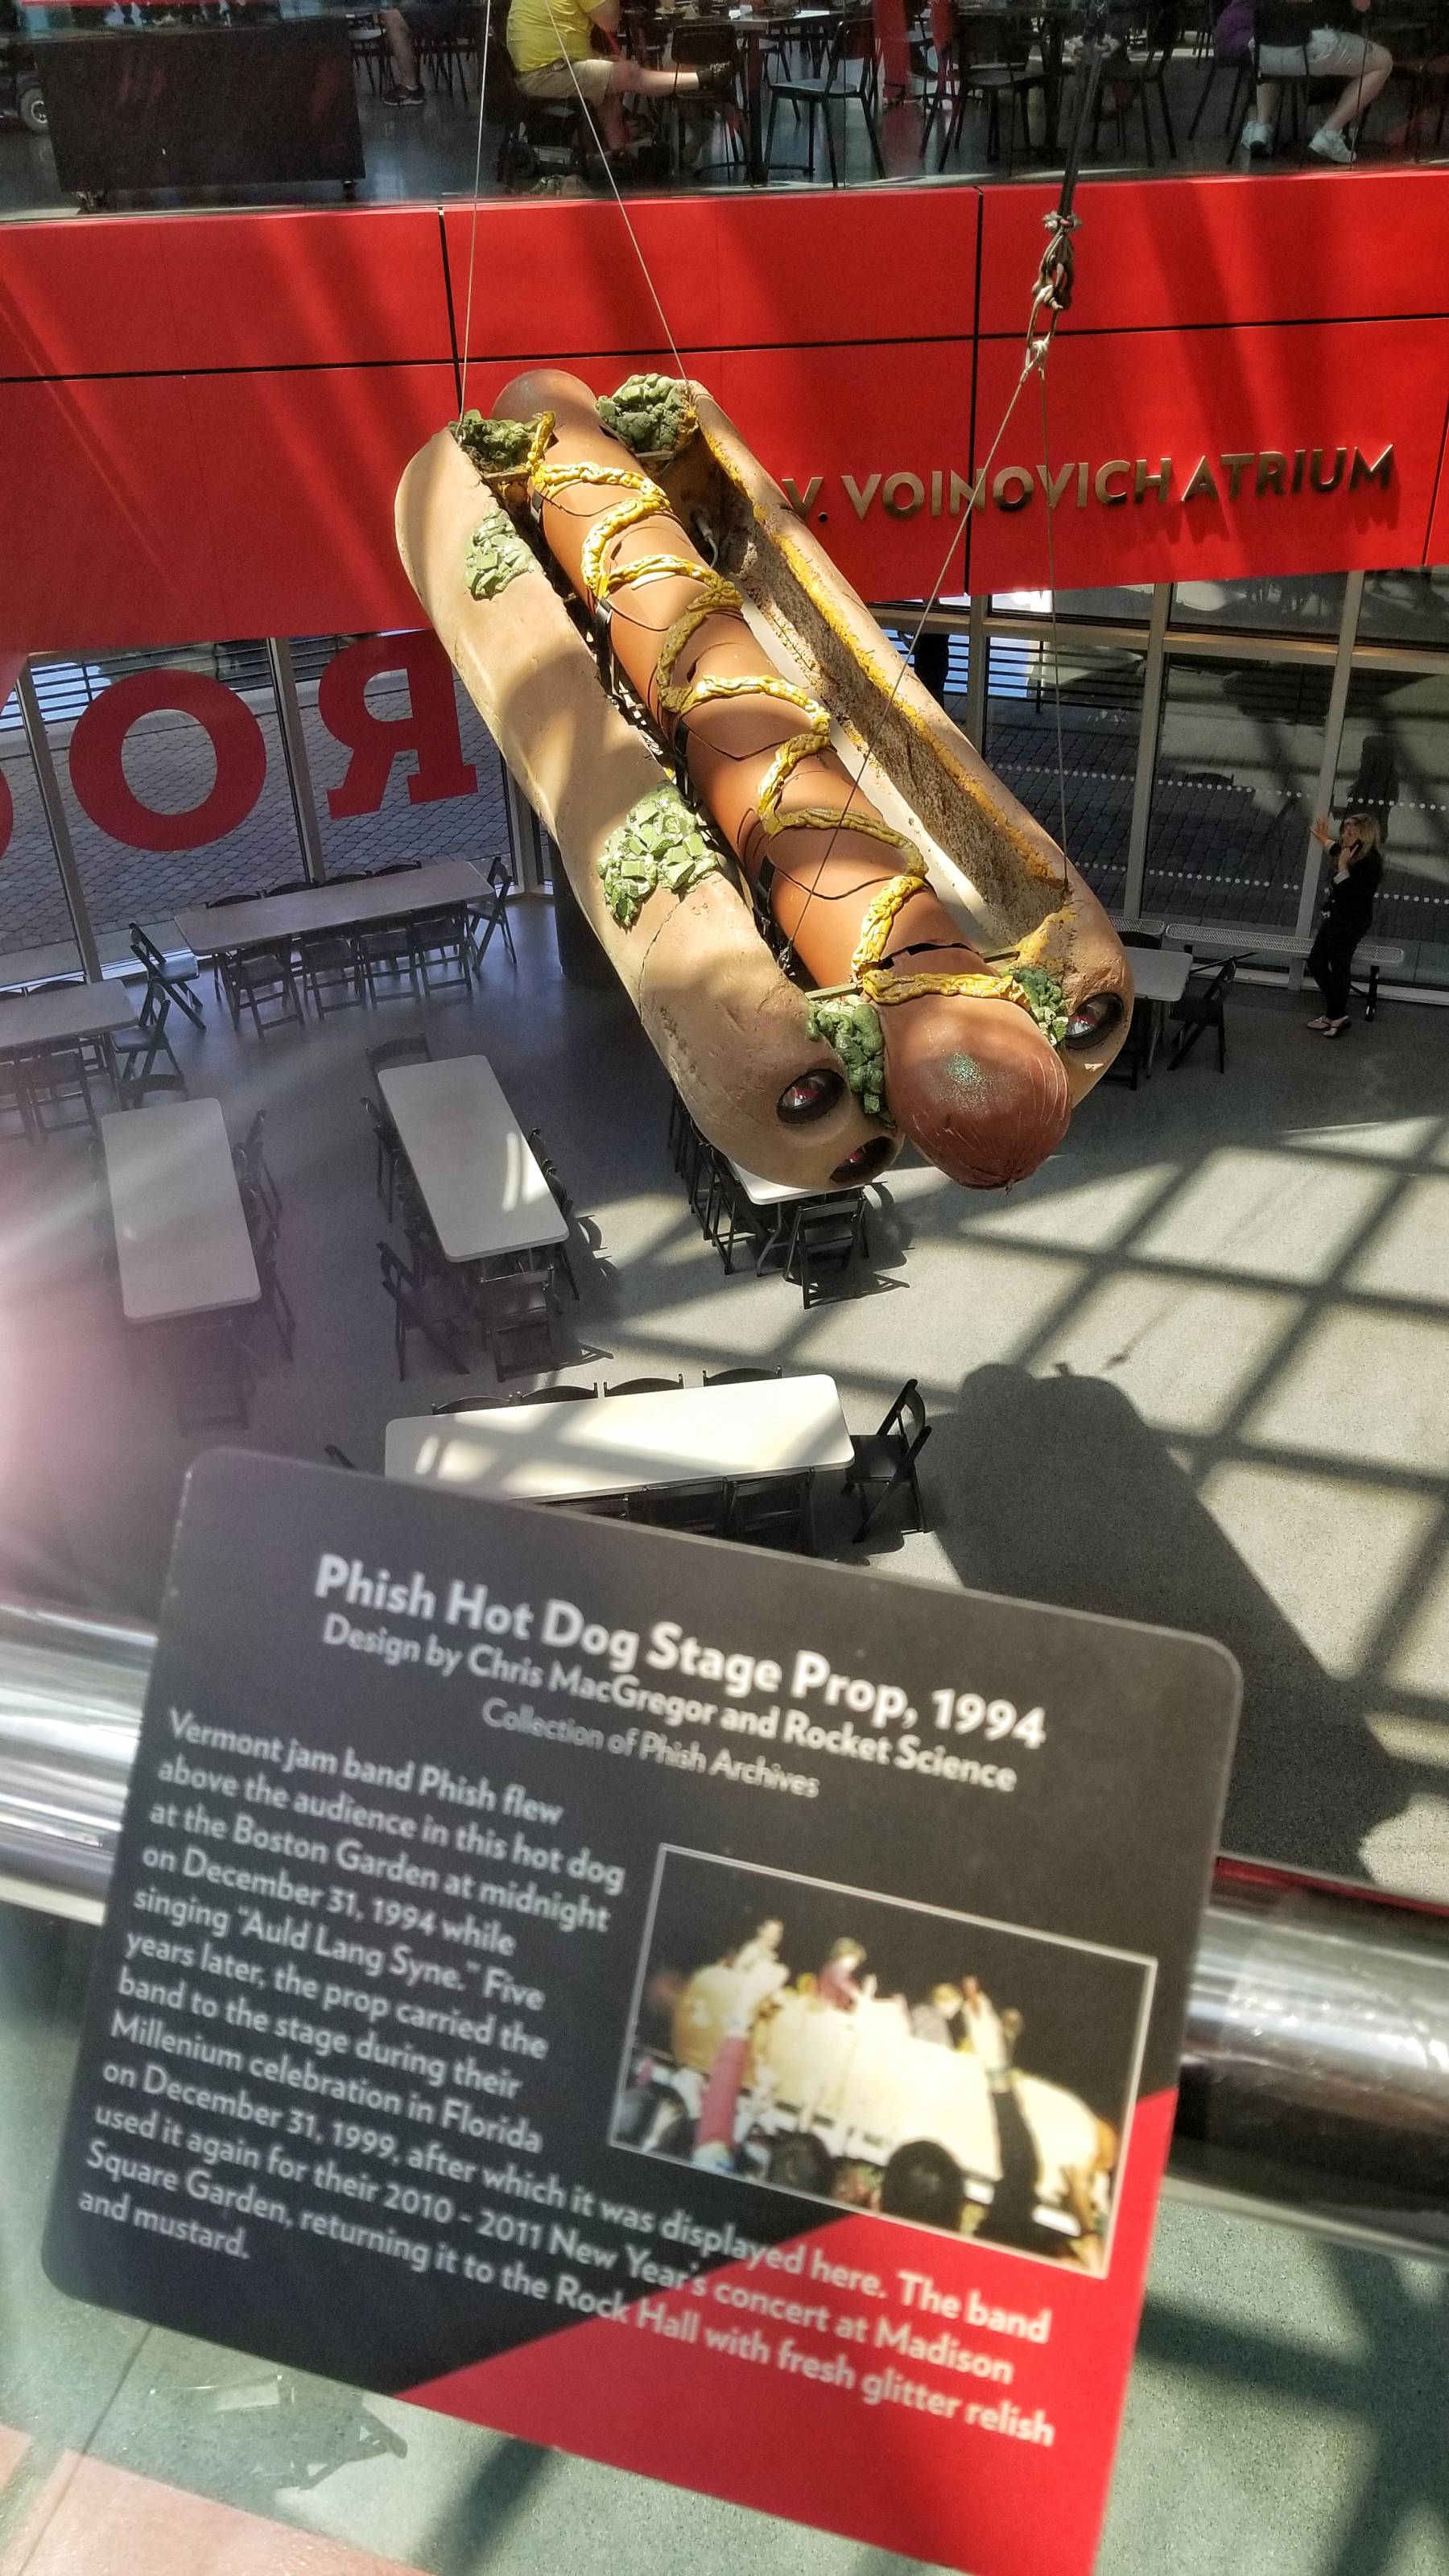 V. VOINOVICH ATRIUM
RO
Phish Hot Dog Stage Prop, 1994
Design by Chris MacGregor and Rocket Science
Collection of Phish Archives
Vermont jam band Phish flew
above the audience in this hot dog
at the Boston Garden at midnight
on December 31, 1994 while
singing “Auld Lang Syne.” Five
years later, the prop carried the
band to the stage during their
Millenium celebration in Florida
on December 31, 1999, after which it was displayed here. The band
used it again for their 2010 - 2011 New Year's concert at Madison
Square Garden, returning it to the Rock Hall with fresh glitter relish
and mustard.